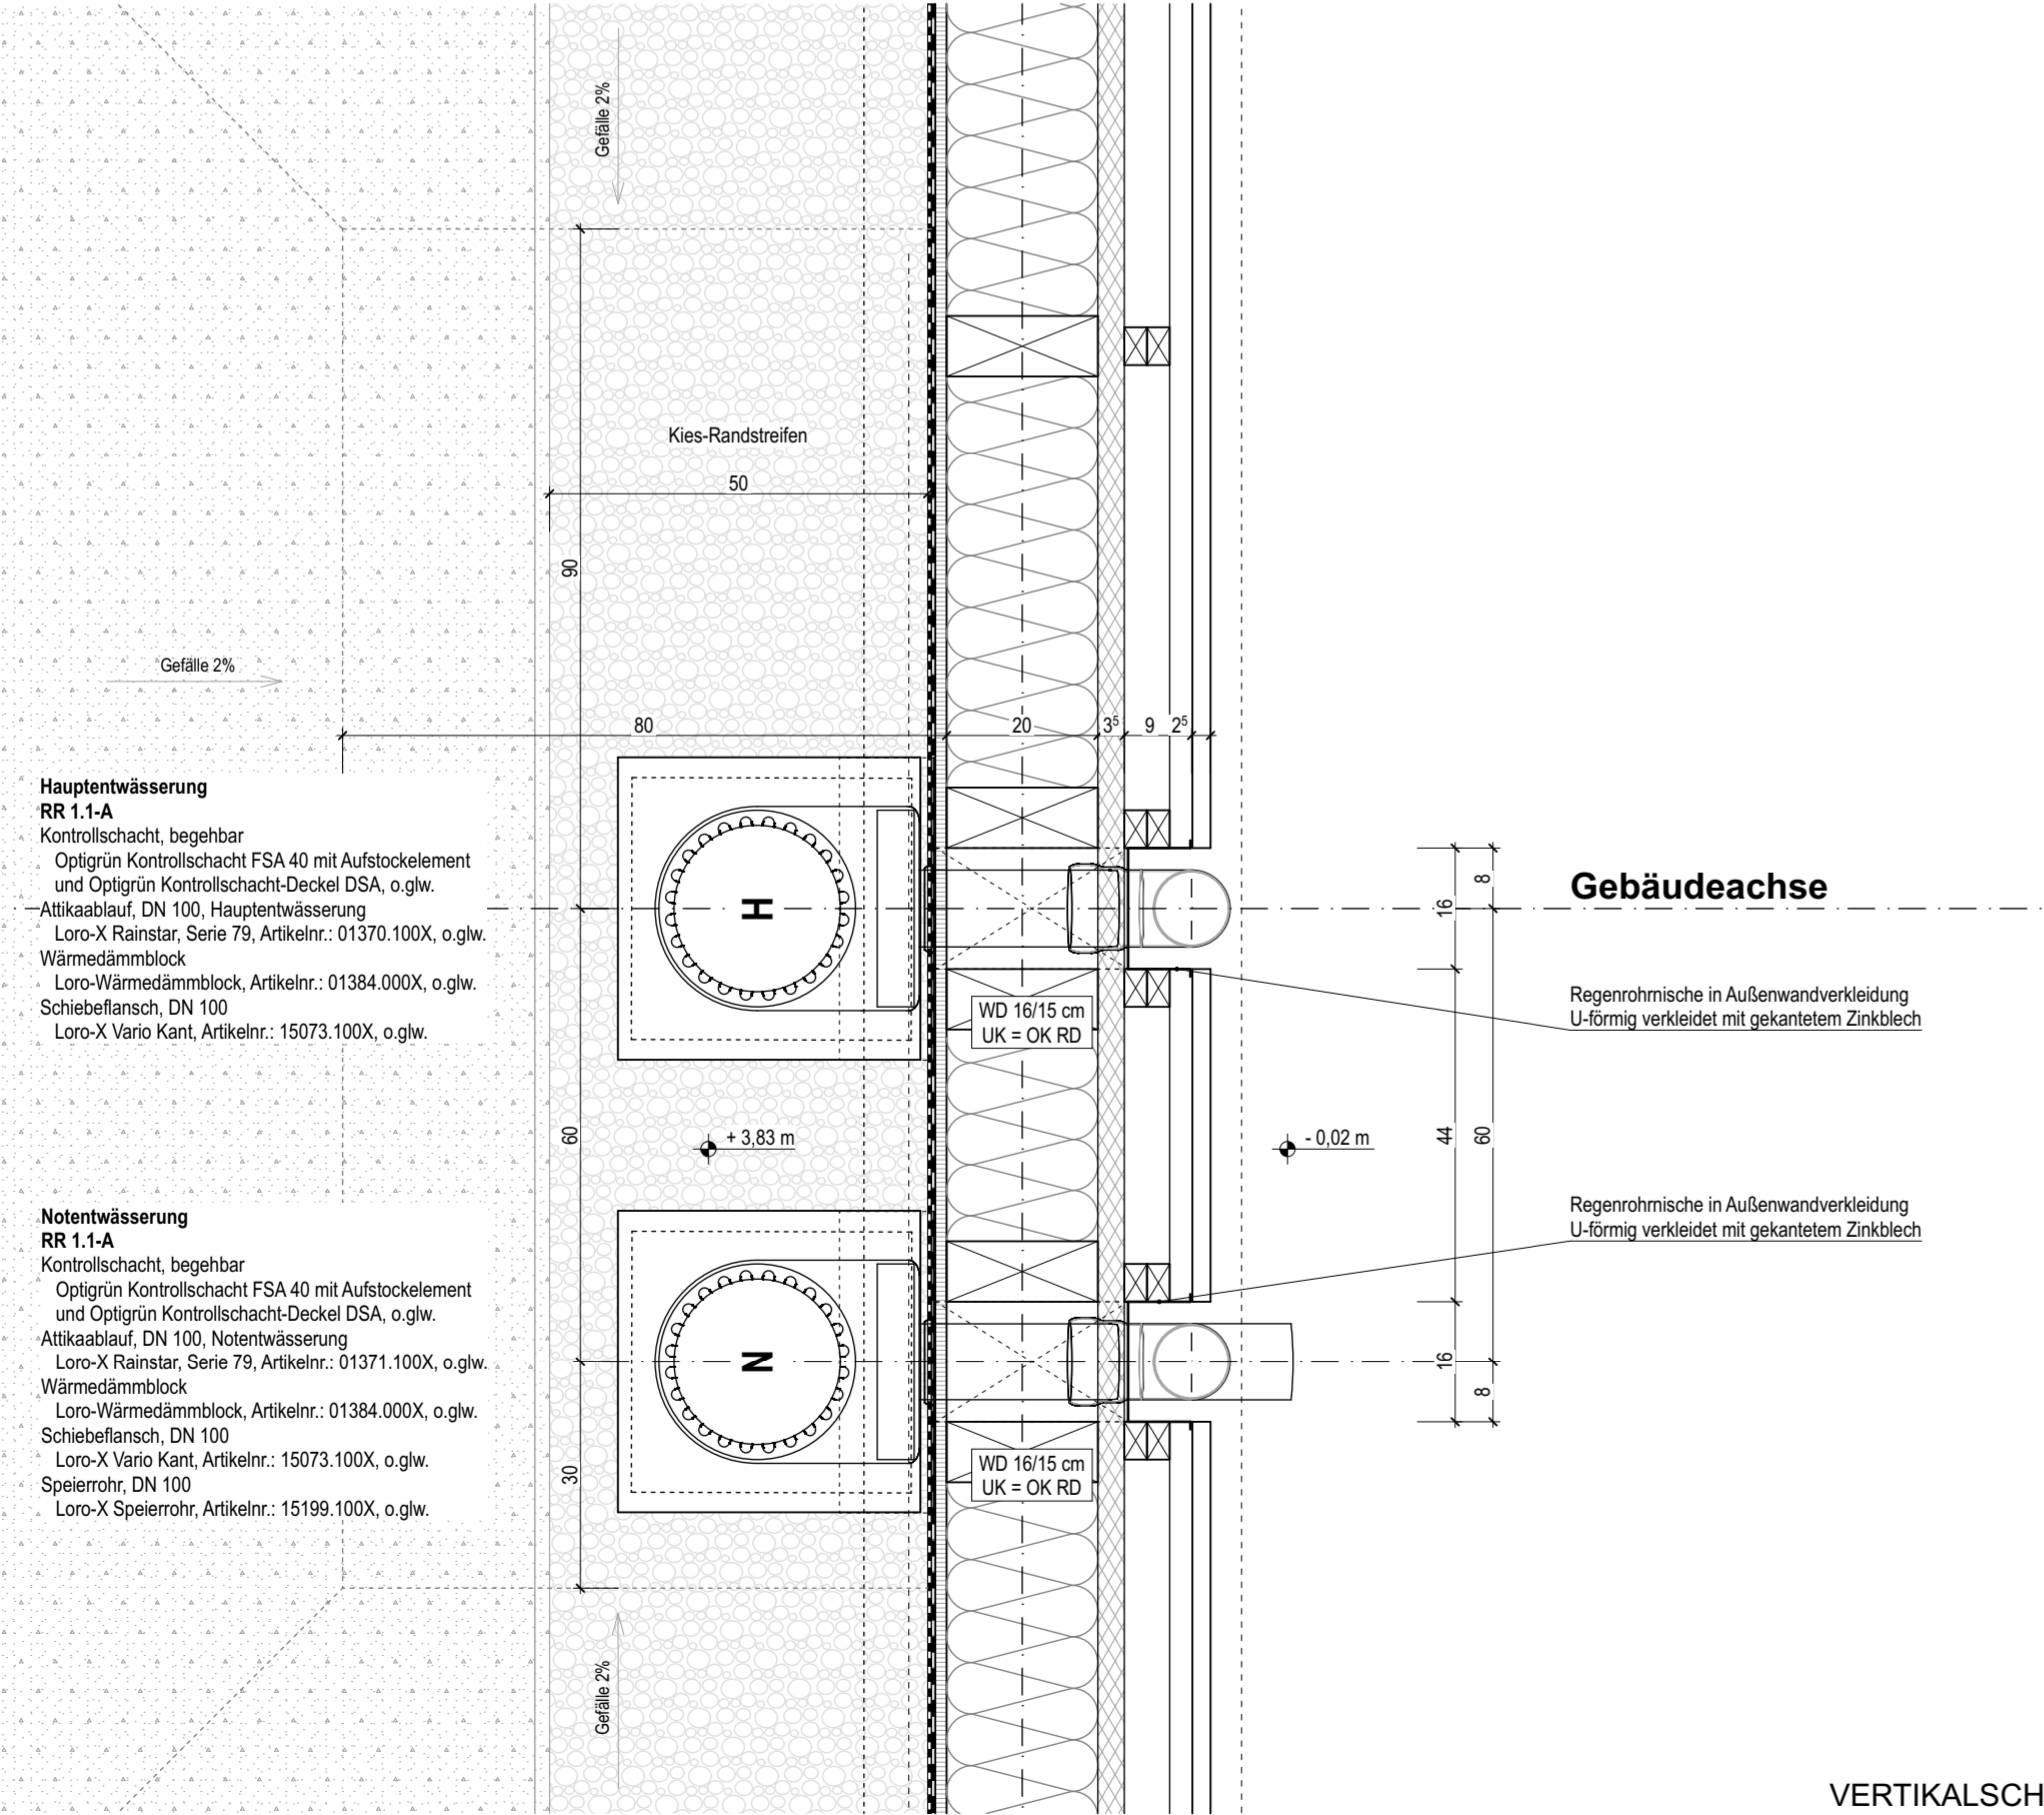 Gefälle 2%
Kies-Randstreifen
50
90
Gefälle 2%
80
20
3⁵
9
2⁵
Hauptentwässerung
RR 1.1-A
Kontrollschacht, begehbar
Optigrün Kontrollschacht FSA 40 mit Aufstockelement
und Optigrün Kontrollschacht-Deckel DSA, o.glw.
Attikaablauf, DN 100, Hauptentwässerung
Loro-X Rainstar, Serie 79, Artikelnr.: 01370.100X, o.glw.
Wärmedämmblock
Loro-Wärmedämmblock, Artikelnr.: 01384.000X, o.glw.
Schiebeflansch, DN 100
Loro-X Vario Kant, Artikelnr.: 15073.100X, o.glw.
H
WD 16/15 cm
UK = OK RD
8
16
Gebäudeachse
Regenrohrnische in Außenwandverkleidung
U-förmig verkleidet mit gekantetem Zinkblech
60
+ 3,83 m
- 0,02 m
44
60
Regenrohrnische in Außenwandverkleidung
U-förmig verkleidet mit gekantetem Zinkblech
Notentwässerung
RR 1.1-A
Kontrollschacht, begehbar
Optigrün Kontrollschacht FSA 40 mit Aufstockelement
und Optigrün Kontrollschacht-Deckel DSA, o.glw.
Attikaablauf, DN 100, Notentwässerung
Loro-X Rainstar, Serie 79, Artikelnr.: 01371.100X, o.glw.
Wärmedämmblock
Loro-Wärmedämmblock, Artikelnr.: 01384.000X, o.glw.
Schiebeflansch, DN 100
Loro-X Vario Kant, Artikelnr.: 15073.100X, o.glw.
Speierrohr, DN 100
Loro-X Speierrohr, Artikelnr.: 15199.100X, o.glw.
N
16
8
WD 16/15 cm
UK = OK RD
30
Gefälle 2%
VERTIKALSCH